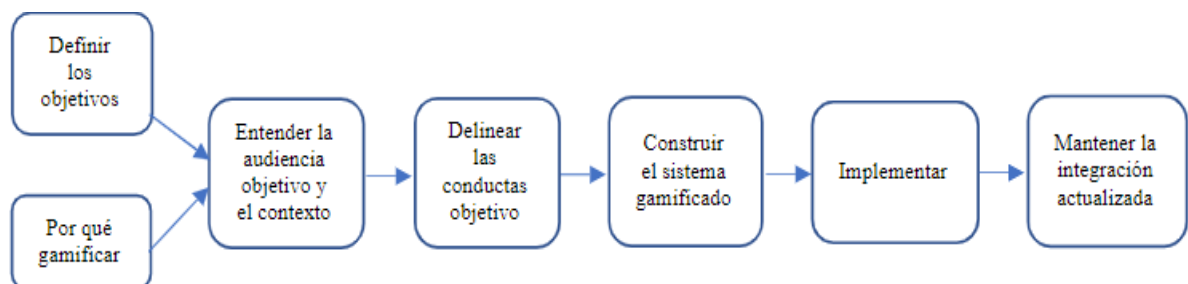 Definir
los
objetivos
Por qué
gamificar
Entender la
audiencia
objetivo y
el contexto
Delinear
las
conductas
objetivo
Construir
el sistema
gamificado
Implementar
Mantener la
integración
actualizada